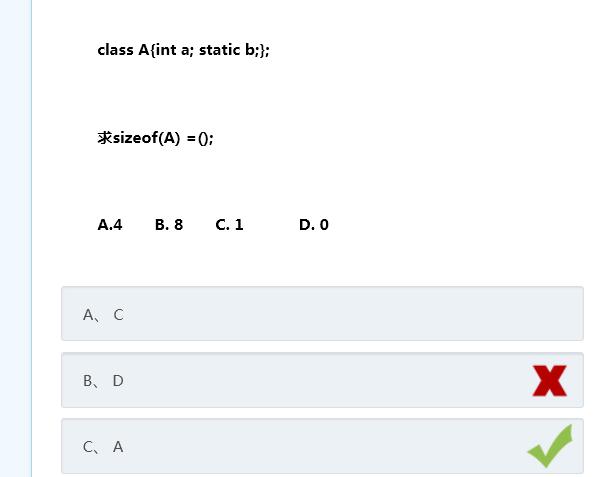 class A{int a; static b;};
求sizeof(A) =();
A.4 B. 8 C. 1 D. 0
A、 C
B、 D
C、 A